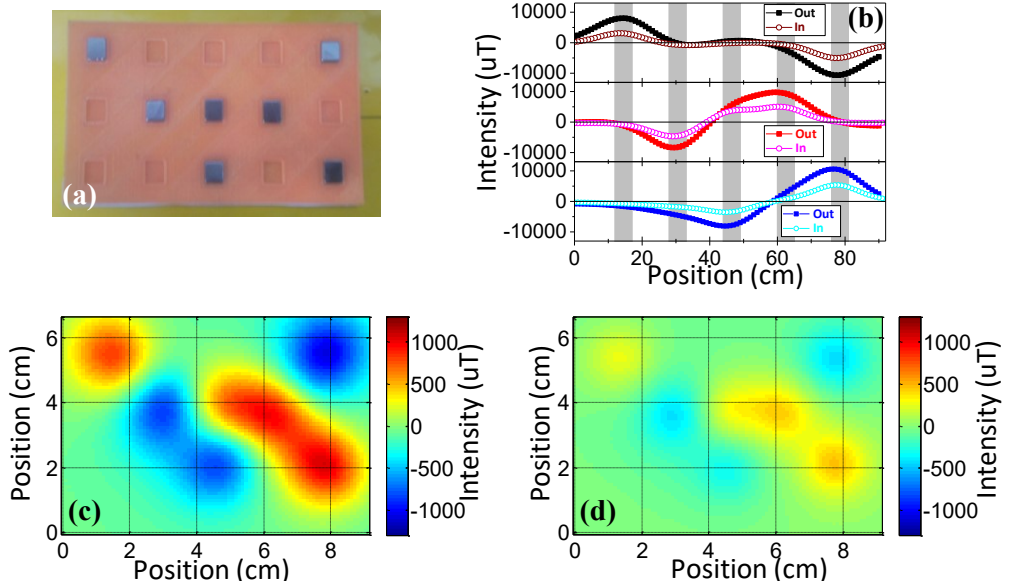 (a)
(b)
Intensity (uT)
10000
0
-10000
Out
In
10000
0
-10000
Out
In
10000
0
-10000
Out
In
0 20 40 60 80
Position (cm)
(c)
Position (cm)
6
4
2
0
0 2 4 6 8
Position (cm)
1000
500
0
-500
-1000
Intensity (uT)
(d)
Position (cm)
6
4
2
0
0 2 4 6 8
Position (cm)
1000
500
0
-500
-1000
Intensity (uT)